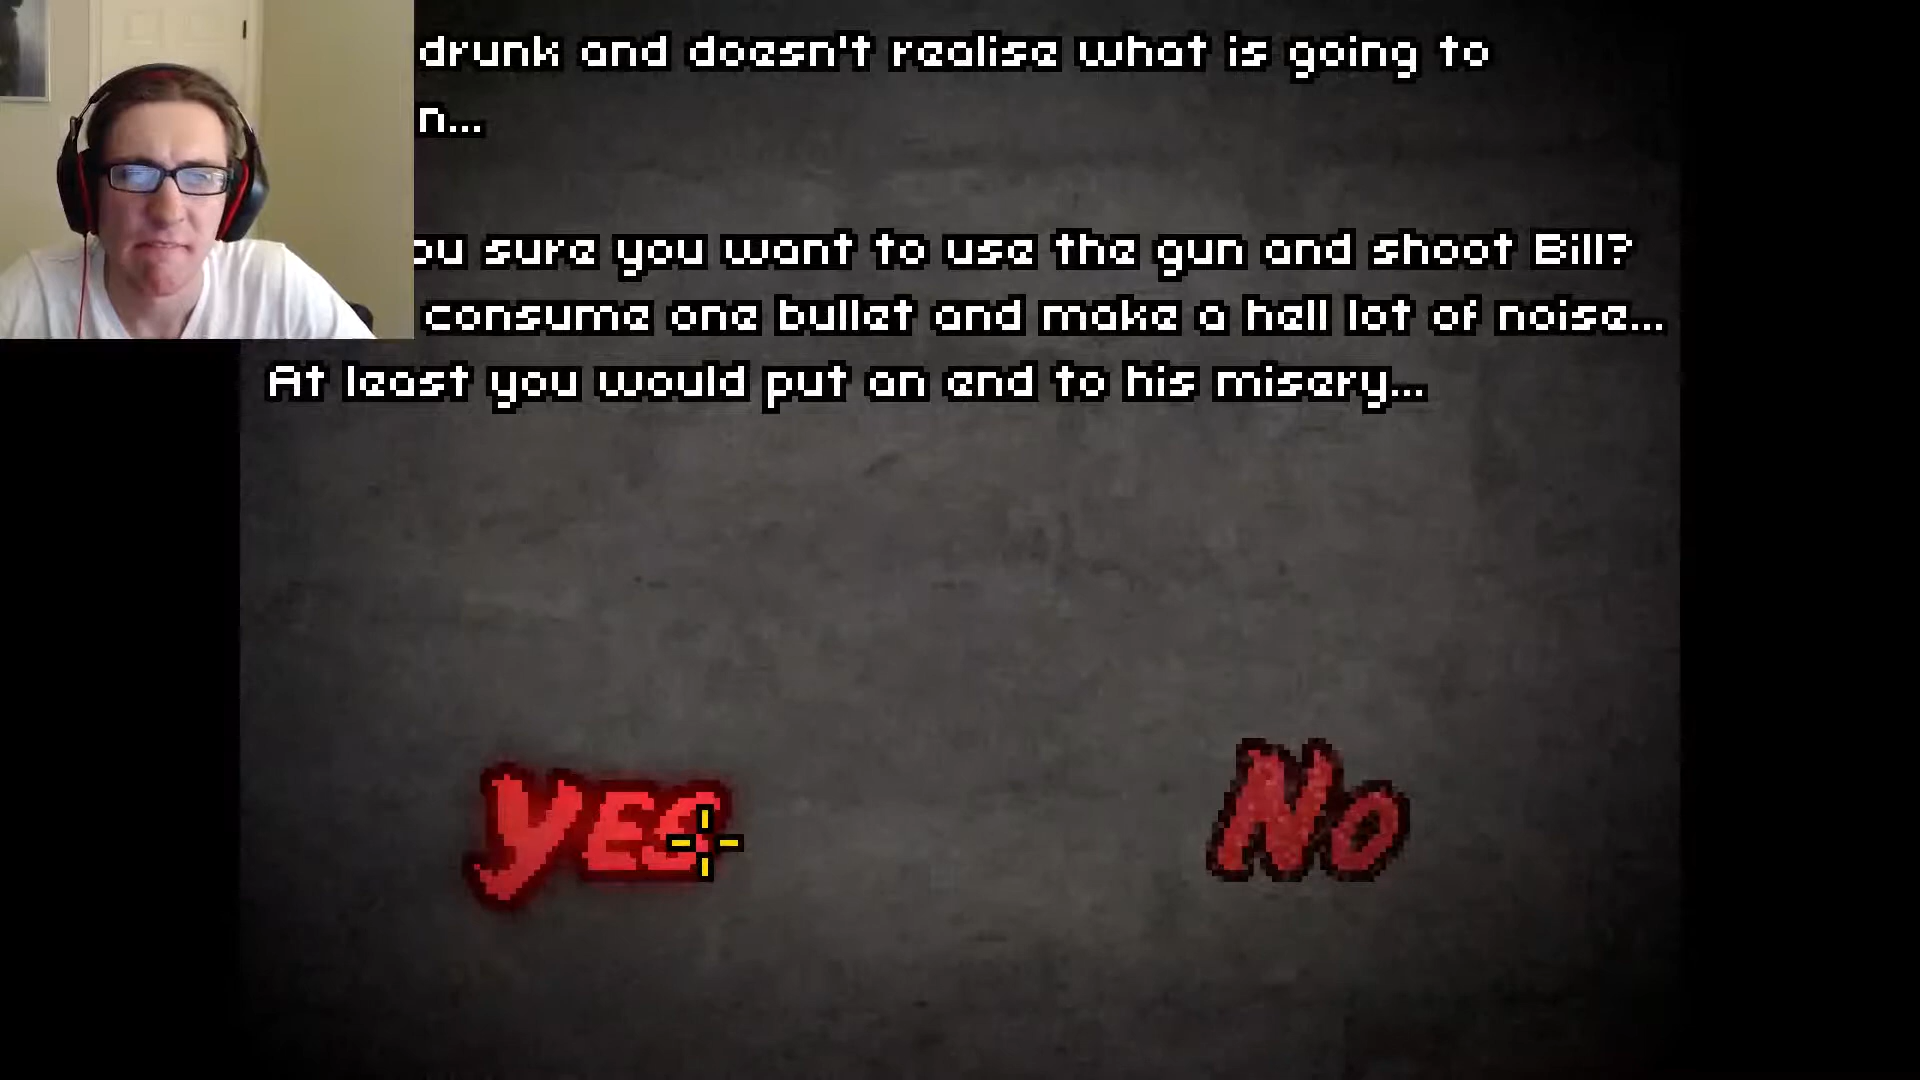 drunk and doesn't realise what is going to
n...
ou sure you want to use the gun and shoot Bill?
consume one bullet and make a hell lot of noise...
At least you would put an end to his misery...
Yes No